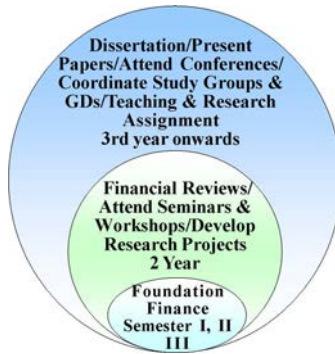 Dissertation/Present
Papers/Attend Conferences/
Coordinate Study Groups &
GDs/Teaching & Research
Assignment
3rd year onwards
Financial Reviews/
Attend Seminars &
Workshops/Develop
Research Projects
2 Year
Foundation
Finance
Semester I, II
III